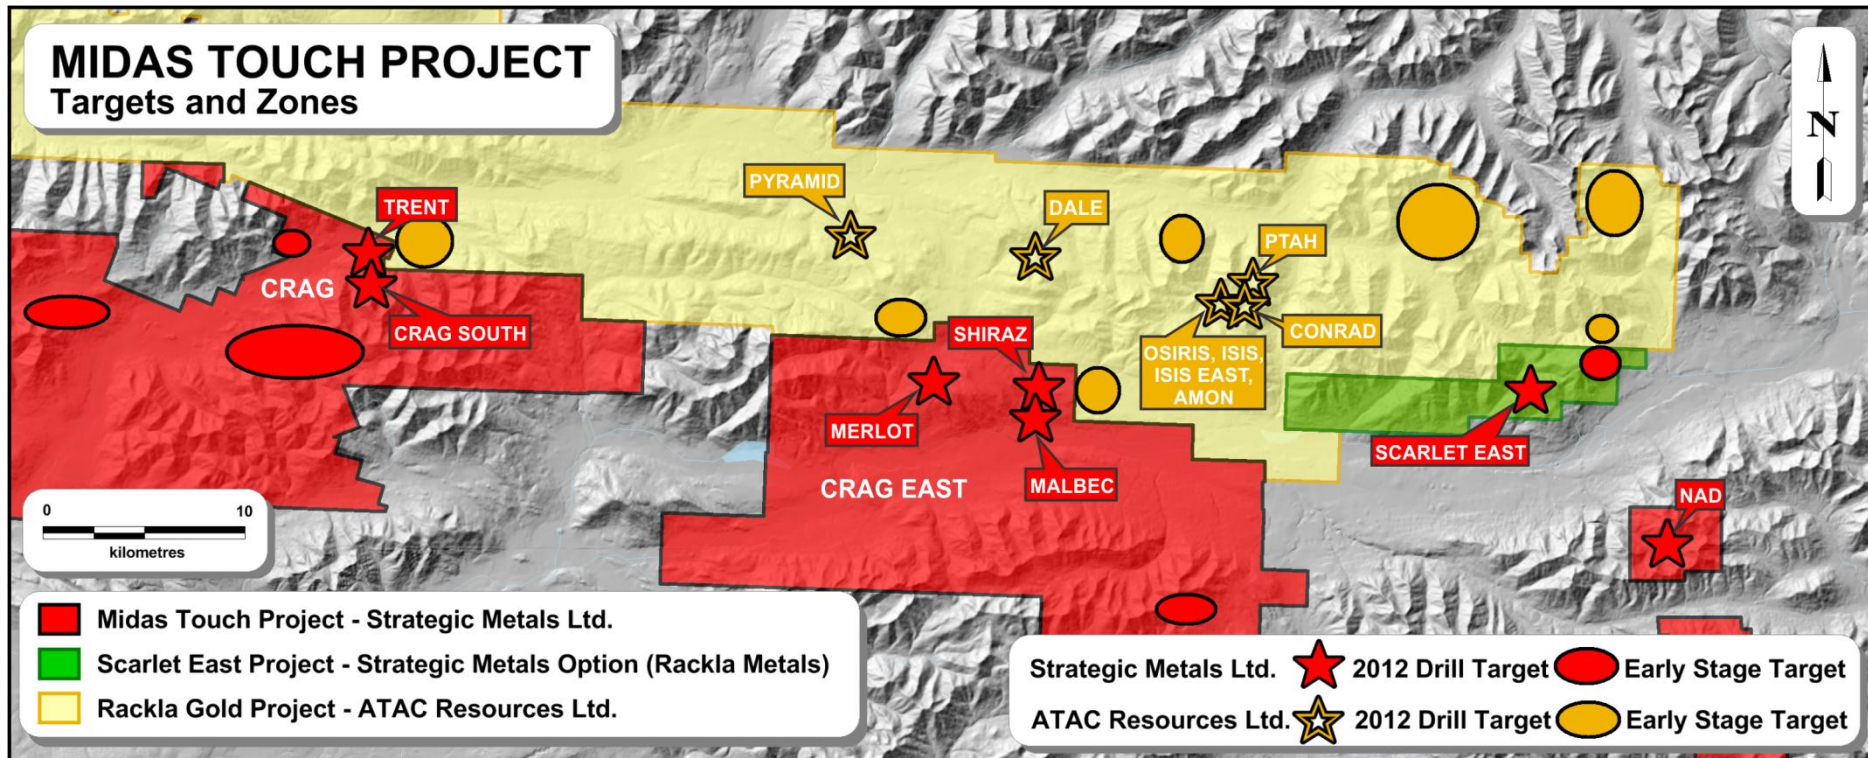 MIDAS TOUCH PROJECT
Targets and Zones
N
TRENT
PYRAMID
DALE
PTAH
CRAG
CRAG SOUTH
SHIRAZ
CONRAD
OSIRIS, ISIS,
ISIS EAST,
AMON
MERLOT
SCARLET EAST
CRAG EAST
MALBEC
NAD
0 10
kilometres
Midas Touch Project - Strategic Metals Ltd.
Scarlet East Project - Strategic Metals Option (Rackla Metals)
Rackla Gold Project - ATAC Resources Ltd.
Strategic Metals Ltd. 2012 Drill Target Early Stage Target
ATAC Resources Ltd. 2012 Drill Target Early Stage Target